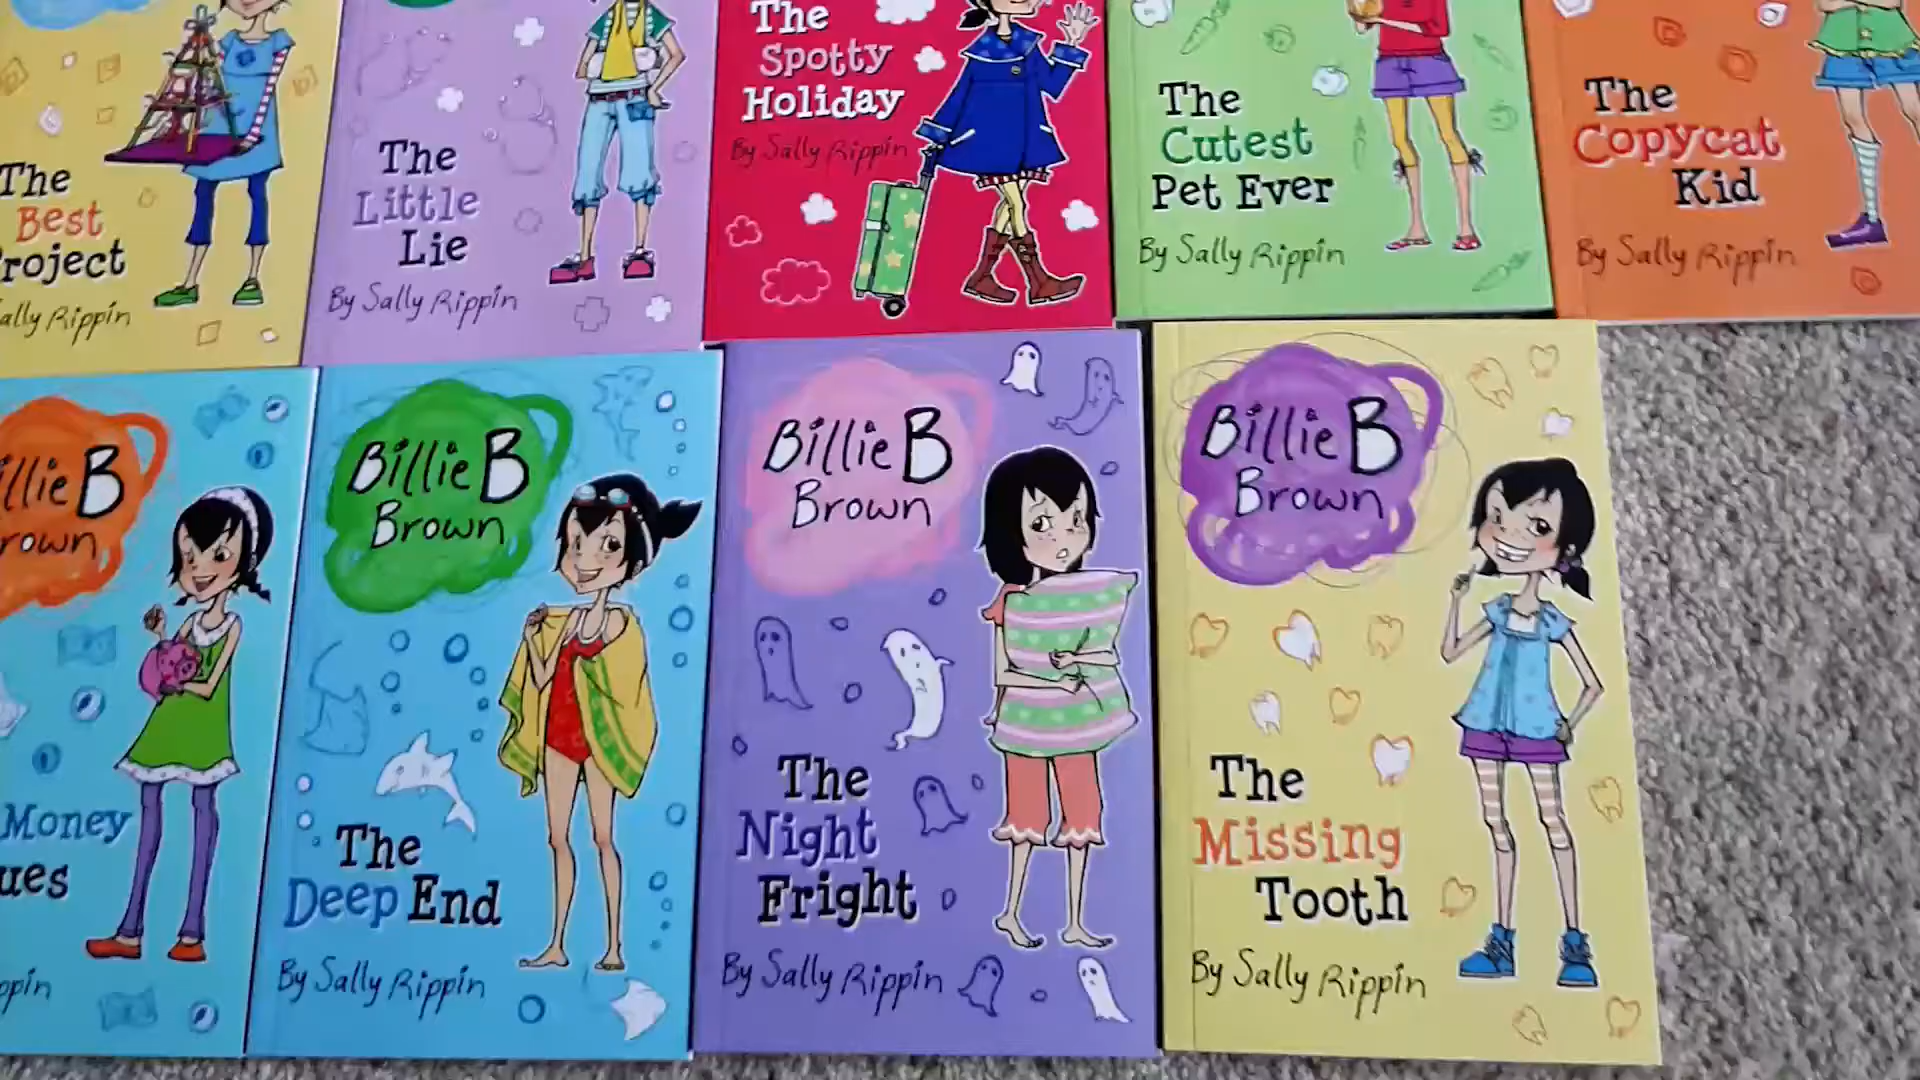 The
Best
roject
ally Rippin
The
Little
Lie
By Sally Rippin
The
Spotty
Holiday
By Sally Rippin
The
Cutest
Pet Ever
By Sally Rippin
The
Copycat
Kid
By Sally Rippin
illie B
rown
Money
ues
ppin
Billie B
Brown
The
Deep End
By Sally Rippin
Billie B
Brown
The
Night
Fright
By Sally Rippin
Billie B
Brown
The
Missing
Tooth
By Sally Rippin